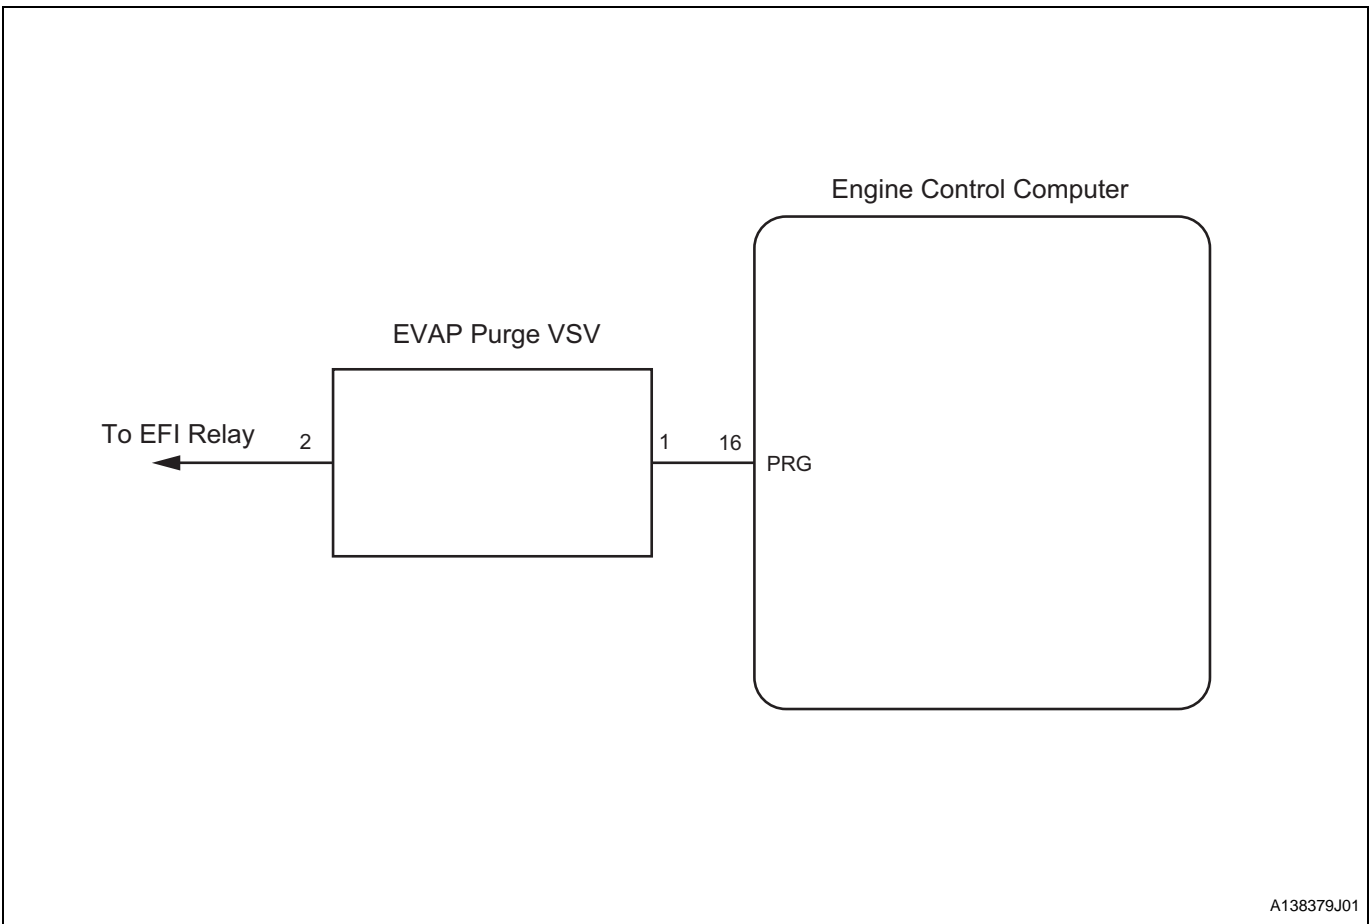 Engine Control Computer
EVAP Purge VSV
To EFI Relay
2
1
16
PRG
A138379J01